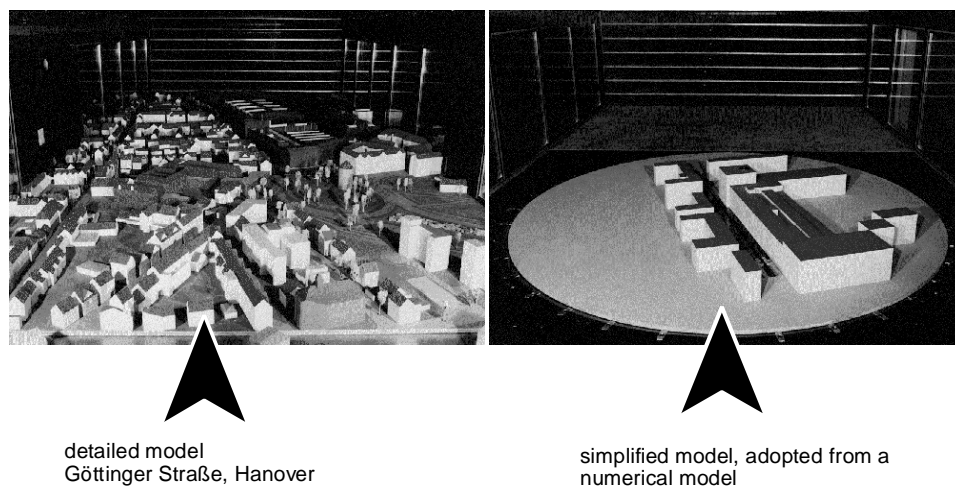 detailed model
Göttinger Straße, Hanover
simplified model, adopted from a
numerical model